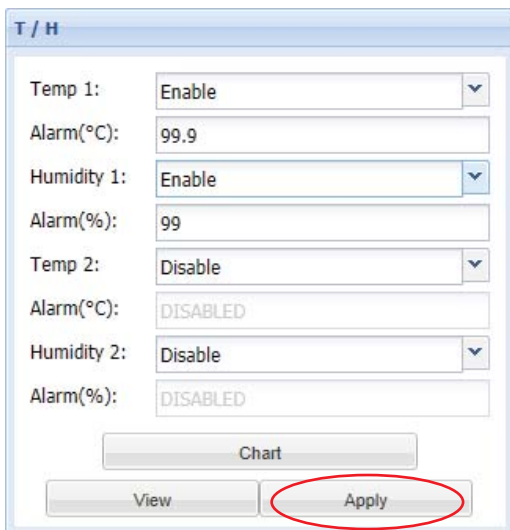 T / H
Temp 1: Enable
Alarm(°C): 99.9
Humidity 1: Enable
Alarm(%): 99
Temp 2: Disable
Alarm(°C): DISABLED
Humidity 2: Disable
Alarm(%): DISABLED
Chart
View Apply